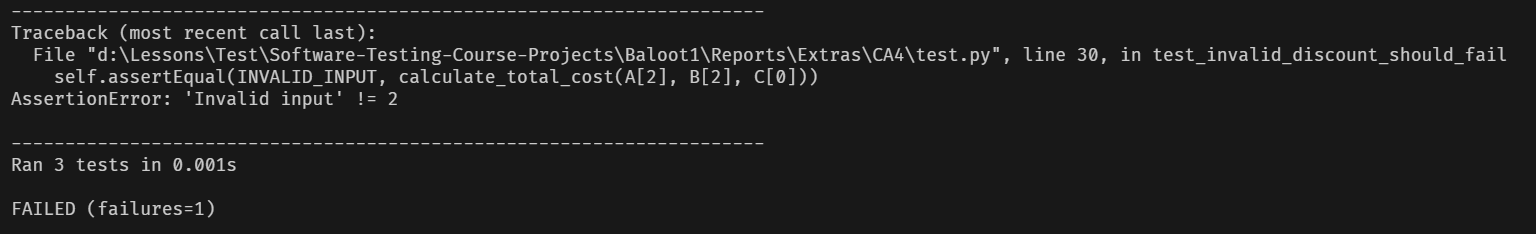 ----------------------------------------------------------------------
Traceback (most recent call last):
  File "d:\Lessons\Test\Software-Testing-Course-Projects\Baloot1\Reports\Extras\CA4\test.py", line 30, in test_invalid_discount_should_fail
    self.assertEqual(INVALID_INPUT, calculate_total_cost(A[2], B[2], C[0]))
AssertionError: 'Invalid input' != 2

----------------------------------------------------------------------
Ran 3 tests in 0.001s

FAILED (failures=1)